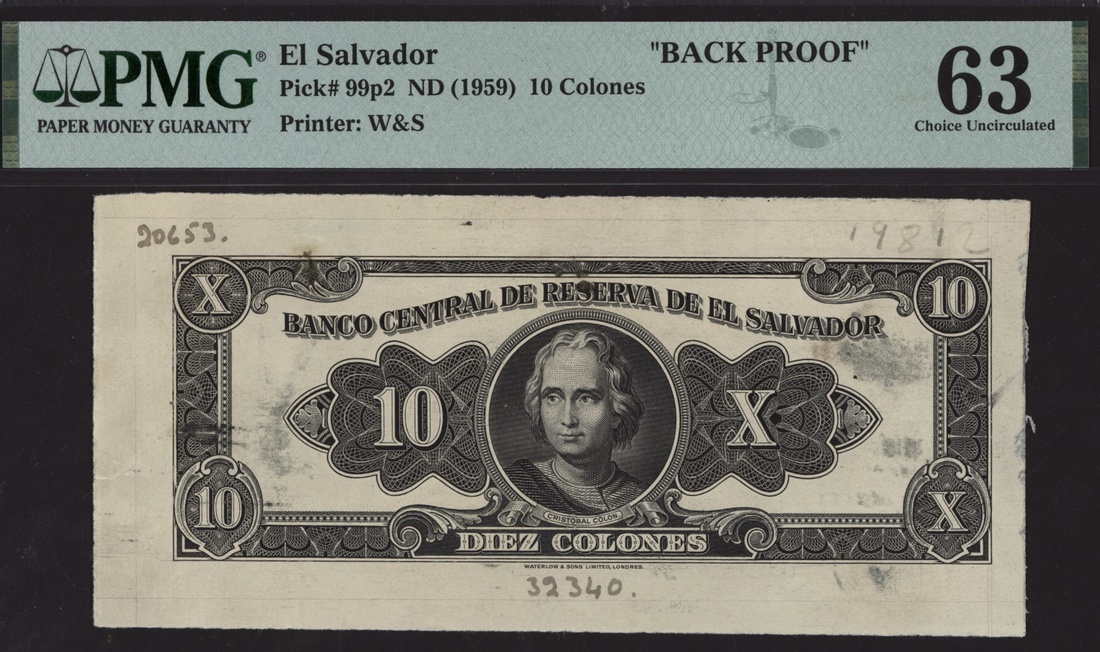 PMG®
PAPER MONEY GUARANTY
El Salvador
"BACK PROOF"
Pick# 99p2 ND (1959) 10 Colones
Printer: W&S
63
Choice Uncirculated
20653.
19812
X
10
BANCO CENTRAL DE RESERVA DE EL SALVADOR
10
X
CRISTOBAL COLON
10
DIEZ COLONES
X
WATERLOW & SONS LIMITED, LONDRES.
32340.